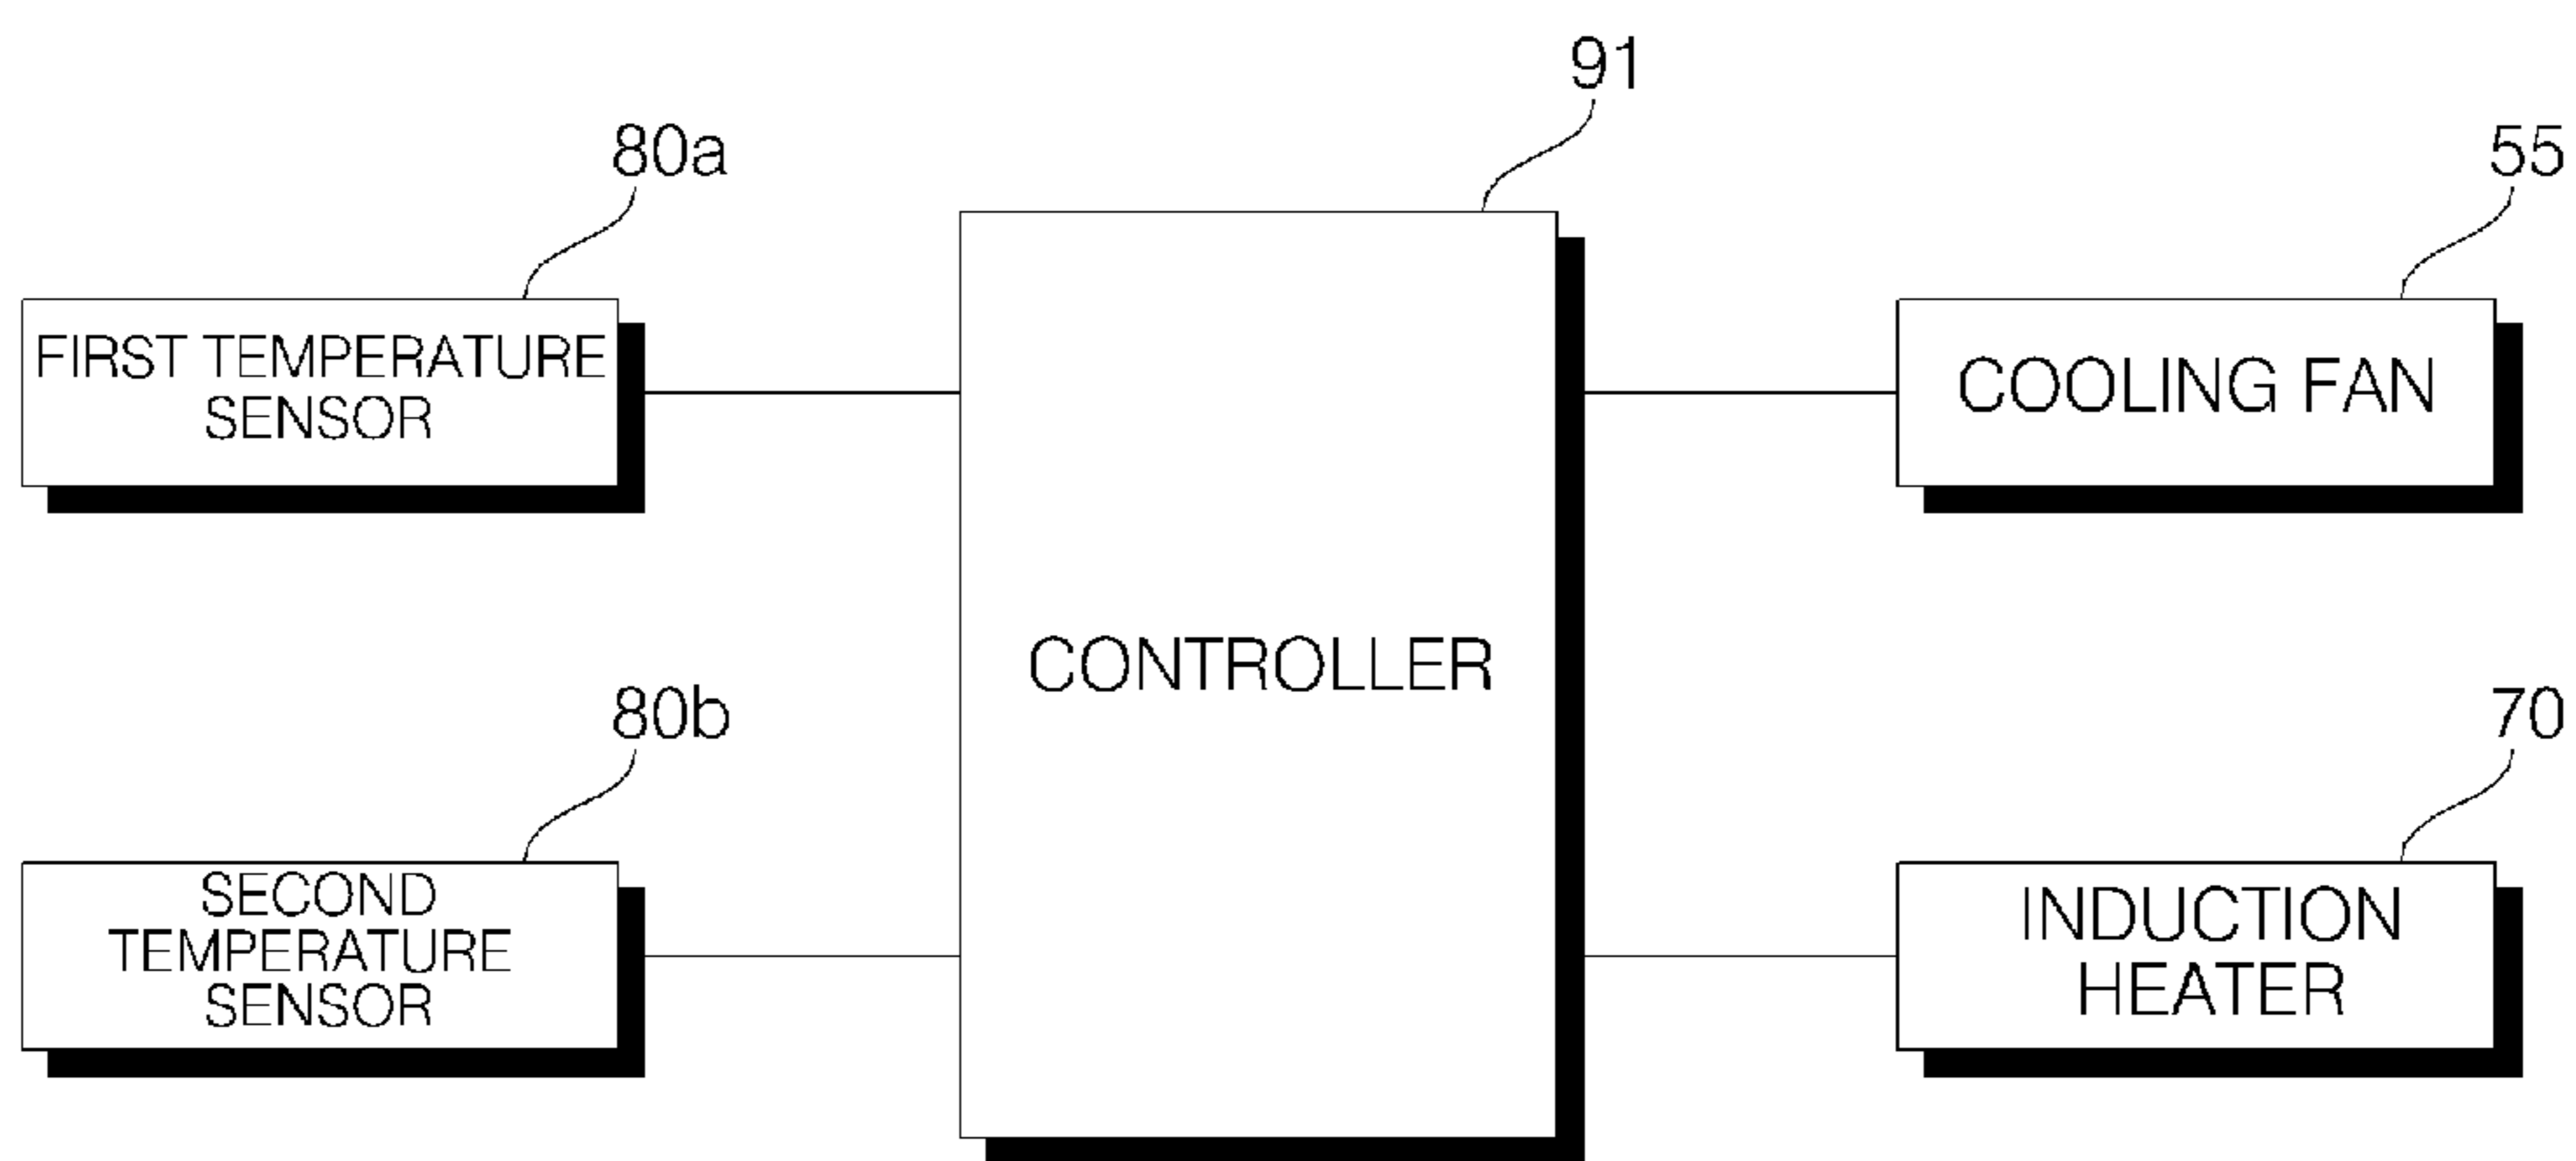 91
80a
55
FIRST TEMPERATURE
SENSOR
COOLING FAN
CONTROLLER
80b
70
SECOND
TEMPERATURE
SENSOR
INDUCTION
HEATER